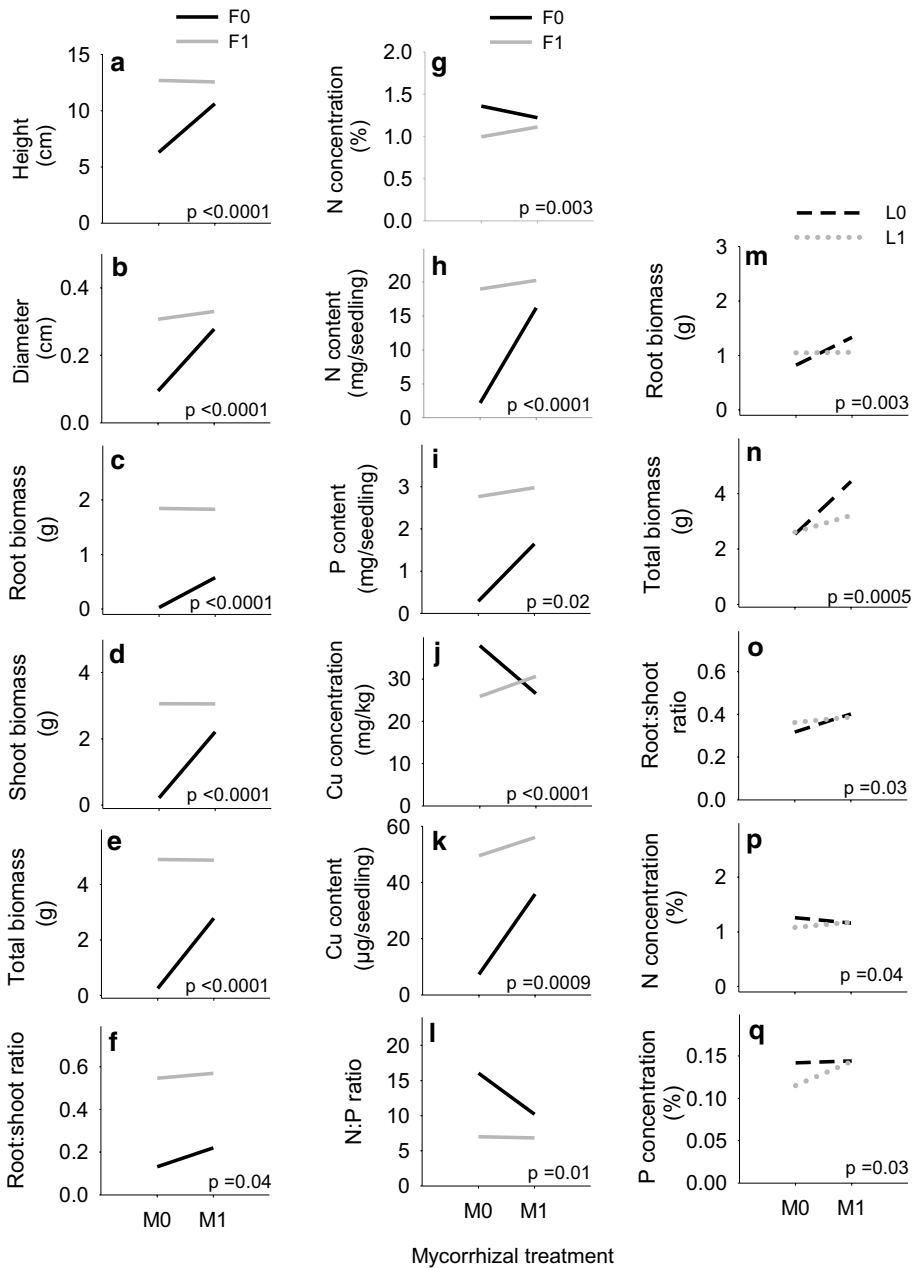 F0
F1
a
15
10
5
0
Height
(cm)
p <0.0001
b
0.4
0.2
0.0
Diameter
(cm)
p <0.0001
c
2
1
0
Root biomass
(g)
p <0.0001
d
4
2
0
Shoot biomass
(g)
p <0.0001
e
4
2
0
Total biomass
(g)
p <0.0001
f
0.6
0.4
0.2
0.0
Root:shoot ratio
p =0.04
M0 M1
F0
F1
g
2.0
1.5
1.0
0.5
0.0
N concentration
(%)
p =0.003
h
20
15
10
5
0
N content
(mg/seedling)
p <0.0001
i
3
2
1
0
P content
(mg/seedling)
p =0.02
j
30
20
10
0
Cu concentration
(mg/kg)
p <0.0001
k
60
40
20
0
Cu content
(µg/seedling)
p =0.0009
l
20
15
10
5
0
N:P ratio
p =0.01
M0 M1
L0
L1
m
3
2
1
0
Root biomass
(g)
p =0.003
n
4
2
0
Total biomass
(g)
p =0.0005
o
0.6
0.4
0.2
0.0
Root:shoot
ratio
p =0.03
p
2
1
0
N concentration
(%)
p =0.04
q
0.15
0.10
0.05
0.00
P concentration
(%)
p =0.03
M0 M1
Mycorrhizal treatment